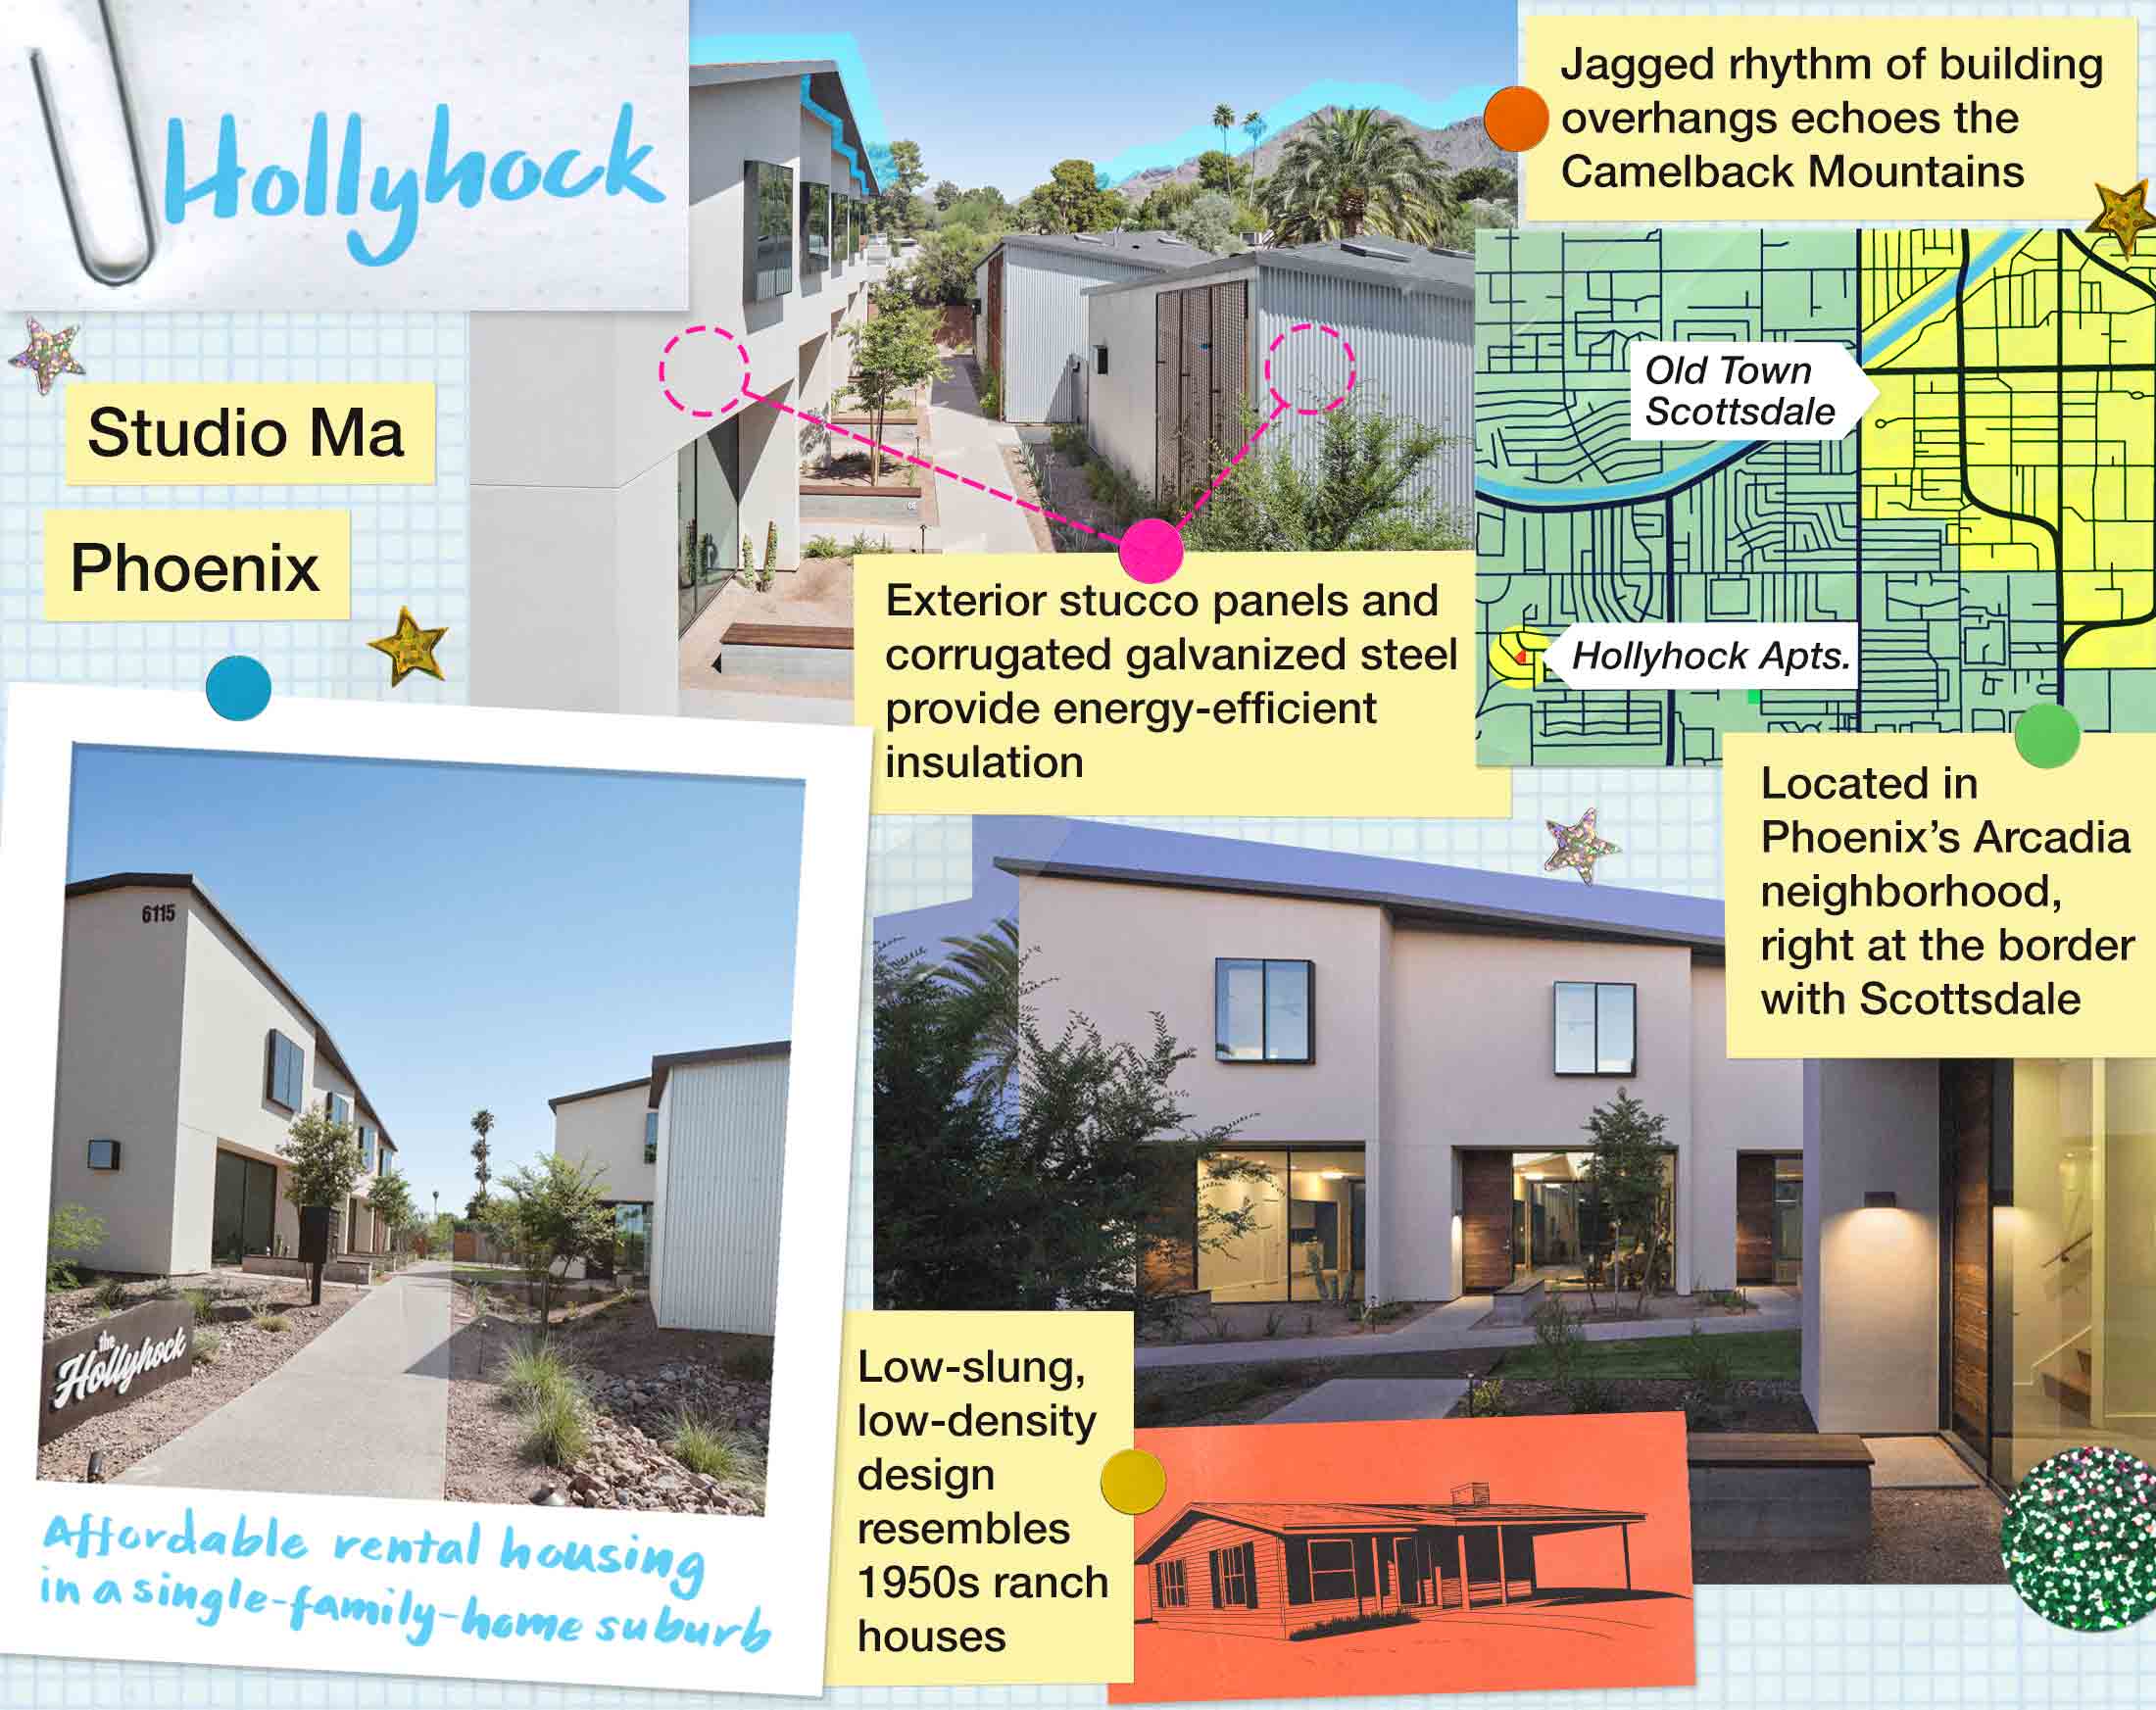 Hollyhock
Jagged rhythm of building
overhangs echoes the
Camelback Mountains
Studio Ma
Phoenix
Old Town
Scottsdale
Hollyhock Apts.
Exterior stucco panels and
corrugated galvanized steel
provide energy-efficient
insulation
Located in
Phoenix’s Arcadia
neighborhood,
right at the border
with Scottsdale
6115
the
Hollyhock
Affordable rental housing
in a single-family-home suburb
Low-slung,
low-density
design
resembles
1950s ranch
houses